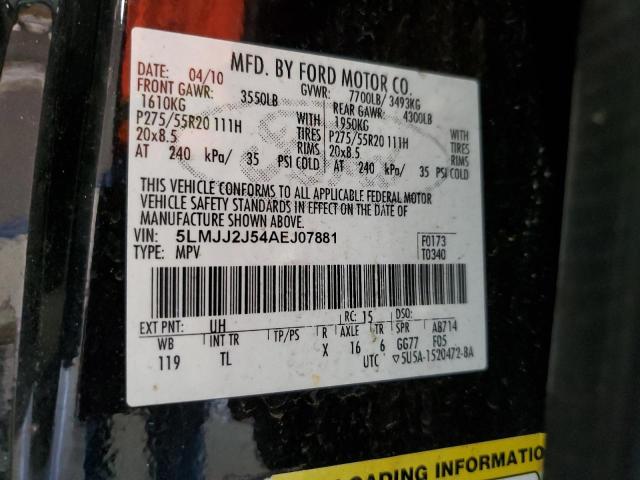 MFD. BY FORD MOTOR CO.
DATE: 04/10 GVWR: 7700LB/ 3493KG
FRONT GAWR: 3550LB REAR GAWR: 4300LB
1610KG WITH 1950KG WITH
P275/55R20 111H TIRES P275/55R20 111H TIRES
20x8.5 RIMS 20x8.5 RIMS
AT 240 kPa/ 35 PSI COLD AT 240 kPa/ 35 PSI COLD
THIS VEHICLE CONFORMS TO ALL APPLICABLE FEDERAL MOTOR
VEHICLE SAFETY STANDARDS IN EFFECT ON THE DATE OF
MANUFACTURE SHOWN ABOVE.
VIN: 5LMJJ2J54AEJ07881 F0173
TYPE: MPV T0340
EXT PNT: UH RC: 15 DSO:
WB INT TR TP/PS R AXLE TR SPR AB714
119 TL X 16 6 GG77 F05
UTC ▽5U5A-1520472-BA
LOADING INFORMATIO